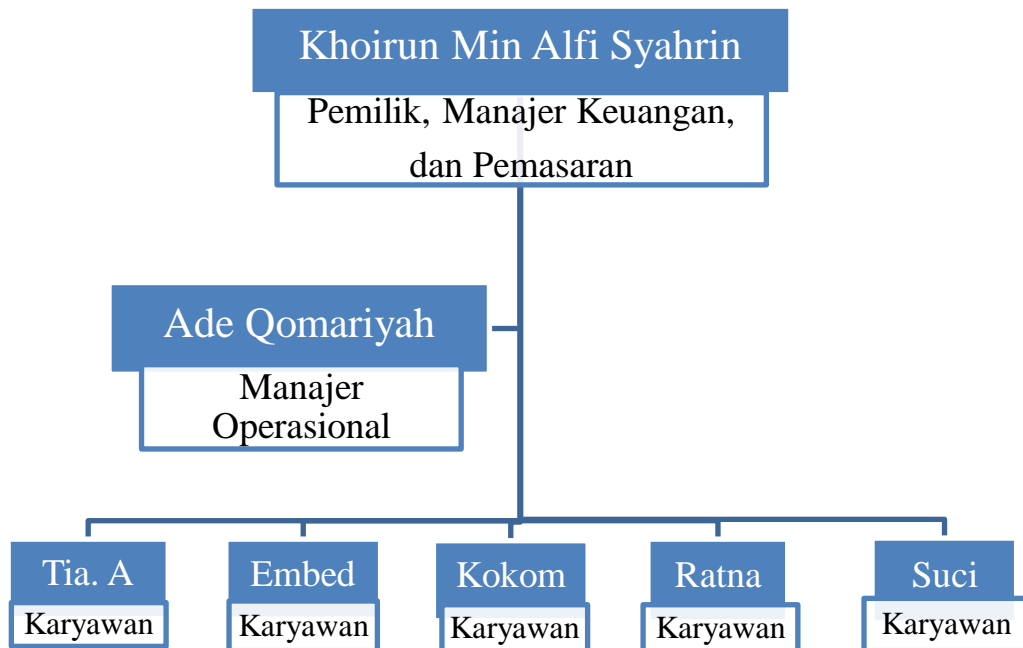 Khoirun Min Alfi Syahrin
Pemilik, Manajer Keuangan,
dan Pemasaran
Ade Qomariyah
Manajer
Operasional
Tia. A
Karyawan
Embed
Karyawan
Kokom
Karyawan
Ratna
Karyawan
Suci
Karyawan